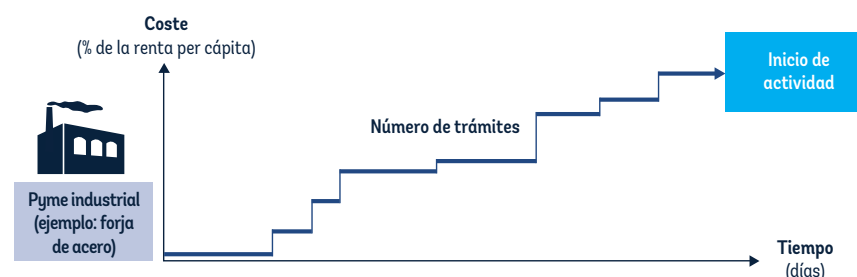 Coste
(% de la renta per cápita)
Inicio de
actividad
Número de trámites
Pyme industrial
(ejemplo: forja
de acero)
Tiempo
(días)